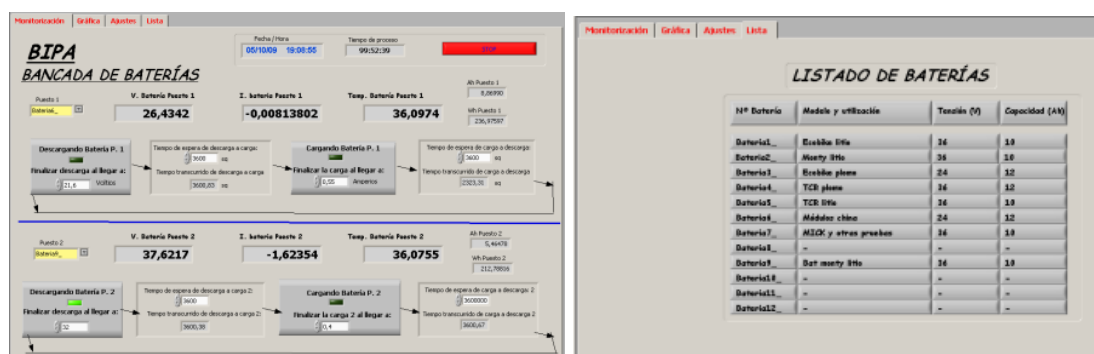 Monitorización Gráfica Ajustes Lista
BIPA
BANCADA DE BATERÍAS
Fecha / Hora
05/10/09 19:08:55
Tiempo de proceso
99:52:39
STOP
Puesto 1
V. Batería Puesto 1
26,4342
I. batería Puesto 1
-0,00813802
Temp. Batería Puesto 1
36,0974
Ah Puesto 1
8,86990
Wh Puesto 1
236,97597
Descargando Batería P. 1
Finalizar descarga al llegar a:
21,6 Voltios
Tiempo de espera de descarga a carga:
3600 sg
Tiempo transcurrido de descarga a carga
3600,83 sg
Cargando Batería P. 1
Finalizar la carga al llegar a:
0,55 Amperios
Tiempo de espera de carga a descarga:
3600 sg
Tiempo transcurrido de carga a descarga
2323,31 sg
Puesto 2
V. Batería Puesto 2
37,6217
I. batería Puesto 2
-1,62354
Temp. Batería Puesto 2
36,0755
Ah Puesto 2
5,46478
Wh Puesto 2
212,78816
Descargando Batería P. 2
Finalizar descarga al llegar a:
32
Tiempo de espera de descarga a carga 2:
3600
Tiempo transcurrido de descarga a carga 2:
3600,38
Cargando Batería P. 2
Finalizar la carga 2 al llegar a:
0,4
Tiempo de espera de carga a descarga: 2
3600000
Tiempo transcurrido de carga a descarga 2
3600,67
Monitorización Gráfica Ajustes Lista
LISTADO DE BATERÍAS
Nº Batería Modelo y utilización Tensión (V) Capacidad (Ah)
Bateria1_ Ecobike litio 36 10
Bateria2_ Monty litio 36 10
Bateria3_ Ecobike plomo 24 12
Bateria4_ TCR plomo 36 12
Bateria5_ TCR litio 36 10
Bateria6_ Módulos chino 24 12
Bateria7_ MICK y otras pruebas 36 10
Bateria8_ - - -
Bateria9_ Bat monty litio 36 10
Bateria10_ - - -
Bateria11_ - - -
Bateria12_ - - -